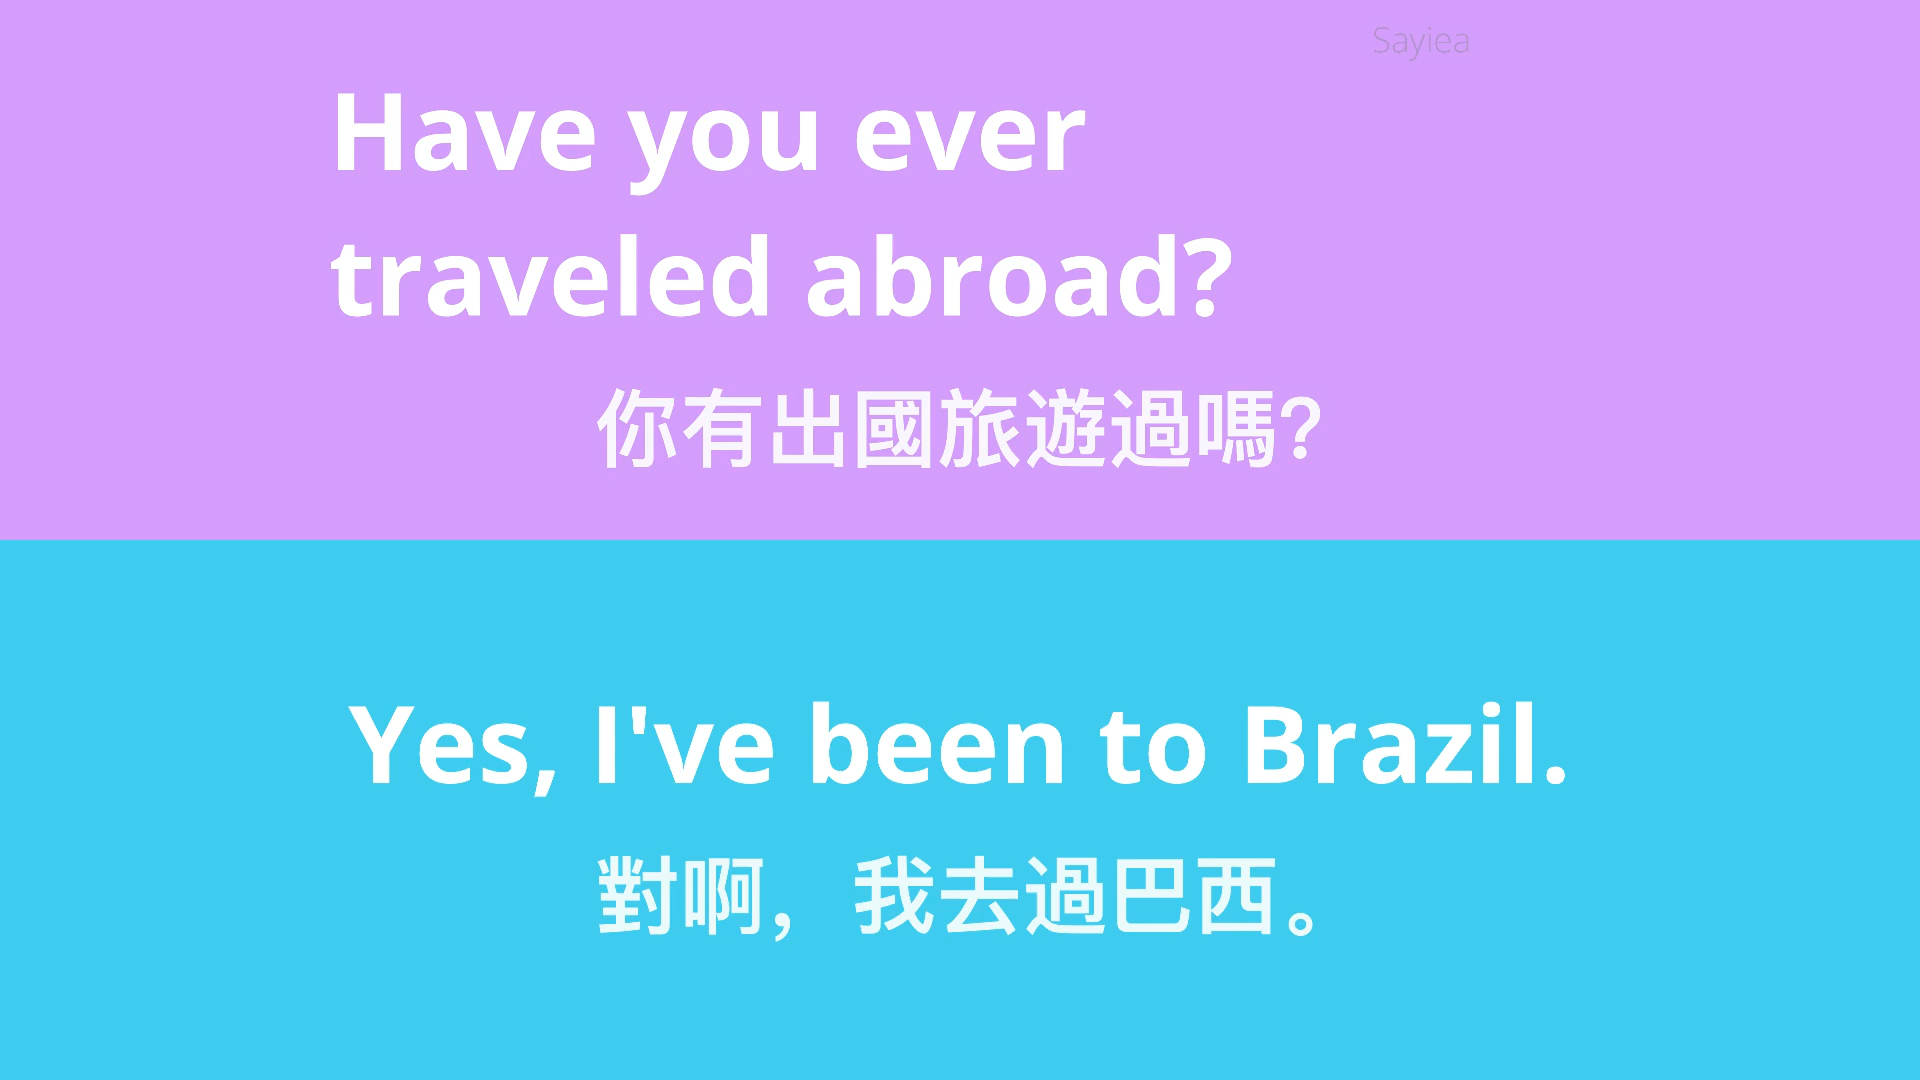 Sayiea
Have you ever
traveled abroad?
你有出國旅遊過嗎?
Yes, I've been to Brazil.
對啊，我去過巴西。